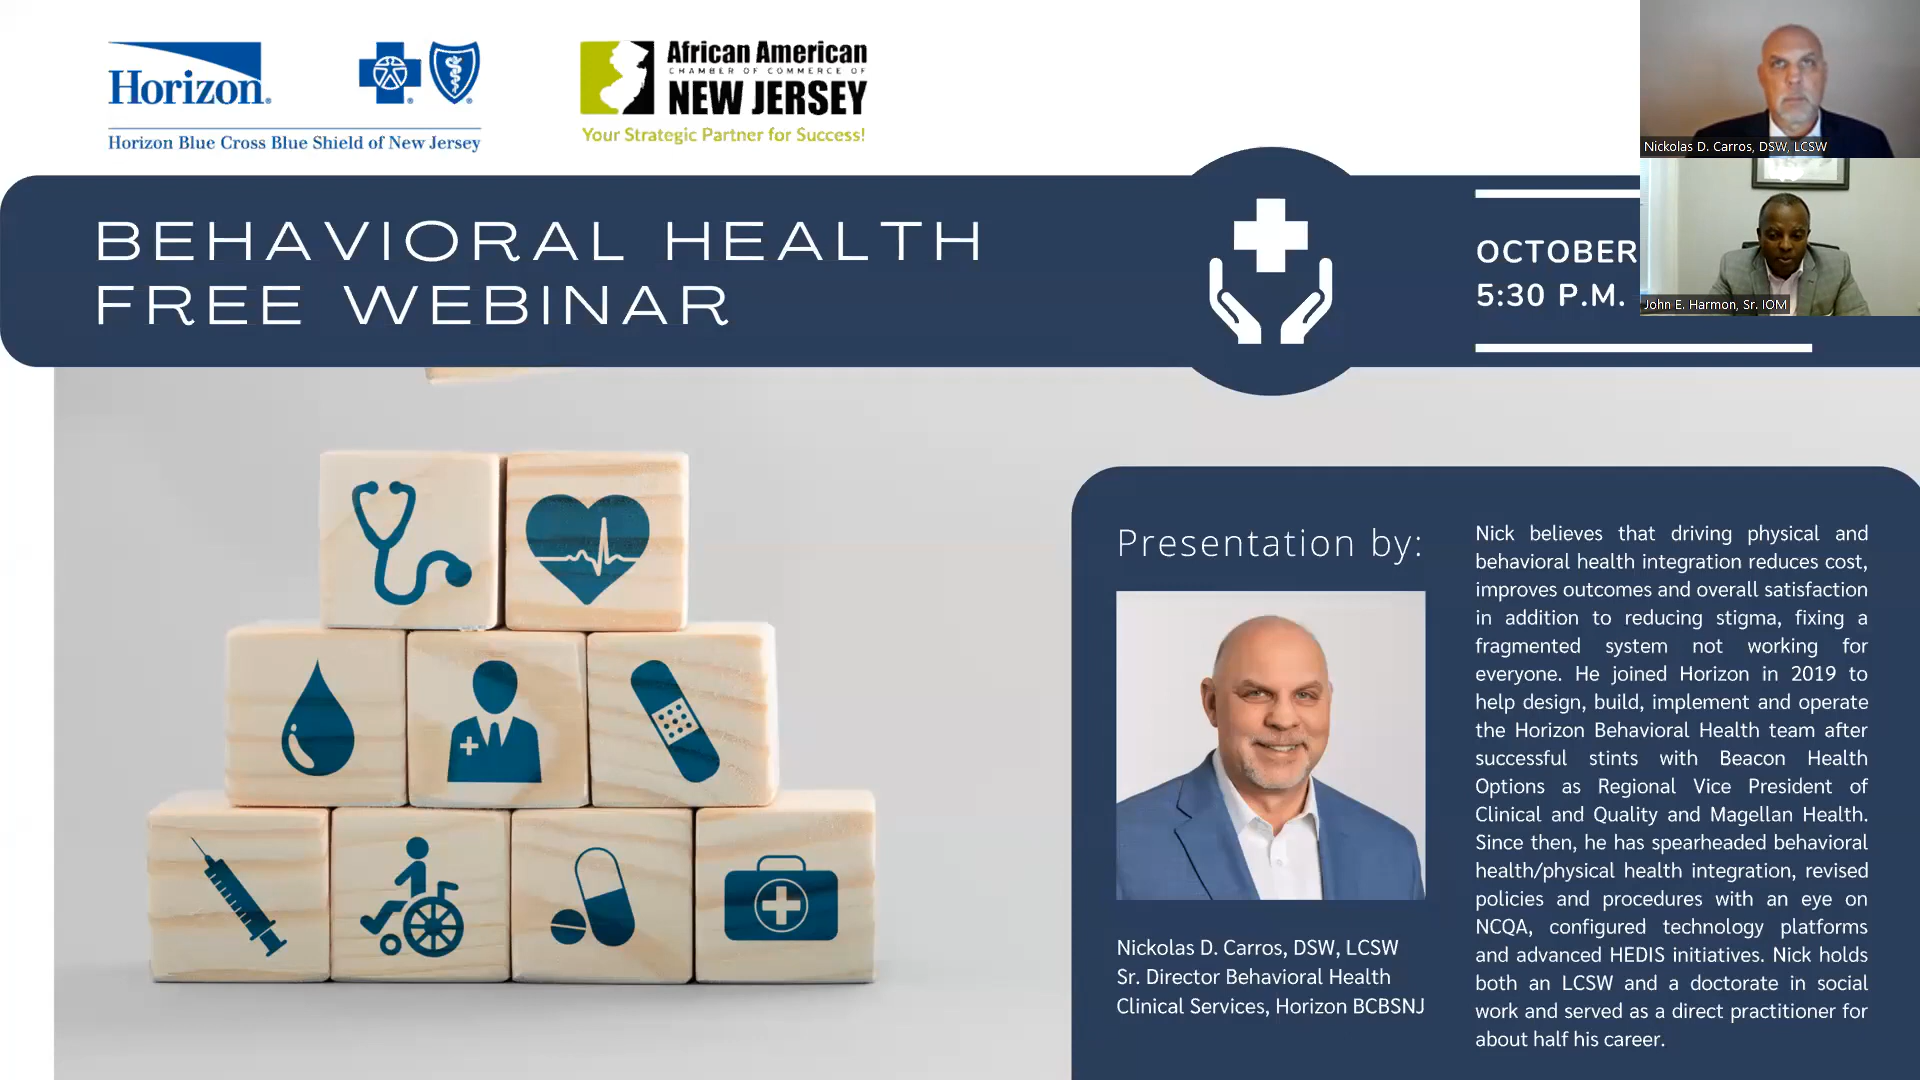 Horizon
Horizon Blue Cross Blue Shield of New Jersey
African American
CHAMBER OF COMMERCE OF
NEW JERSEY
Your Strategic Partner for Success!
Nickolas D. Carros, DSW, LCSW
John E. Harmon, Sr. IOM
BEHAVIORAL HEALTH
FREE WEBINAR
OCTOBER
5:30 P.M.
Presentation by:
Nickolas D. Carros, DSW, LCSW
Sr. Director Behavioral Health
Clinical Services, Horizon BCBSNJ
Nick believes that driving physical and
behavioral health integration reduces cost,
improves outcomes and overall satisfaction
in addition to reducing stigma, fixing a
fragmented system not working for
everyone. He joined Horizon in 2019 to
help design, build, implement and operate
the Horizon Behavioral Health team after
successful stints with Beacon Health
Options as Regional Vice President of
Clinical and Quality and Magellan Health.
Since then, he has spearheaded behavioral
health/physical health integration, revised
policies and procedures with an eye on
NCQA, configured technology platforms
and advanced HEDIS initiatives. Nick holds
both an LCSW and a doctorate in social
work and served as a direct practitioner for
about half his career.